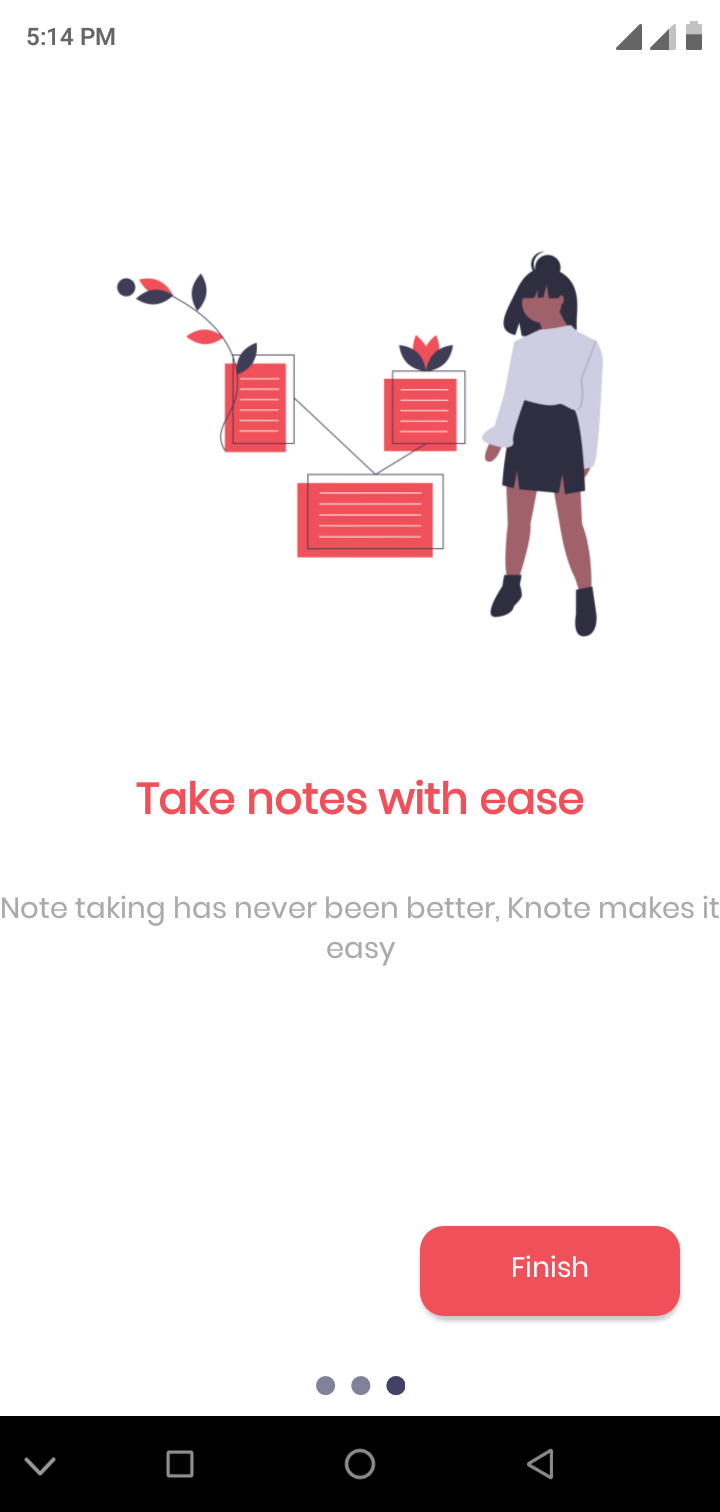 5:14 PM
Take notes with ease
Note taking has never been better, Knote makes it
easy
Finish